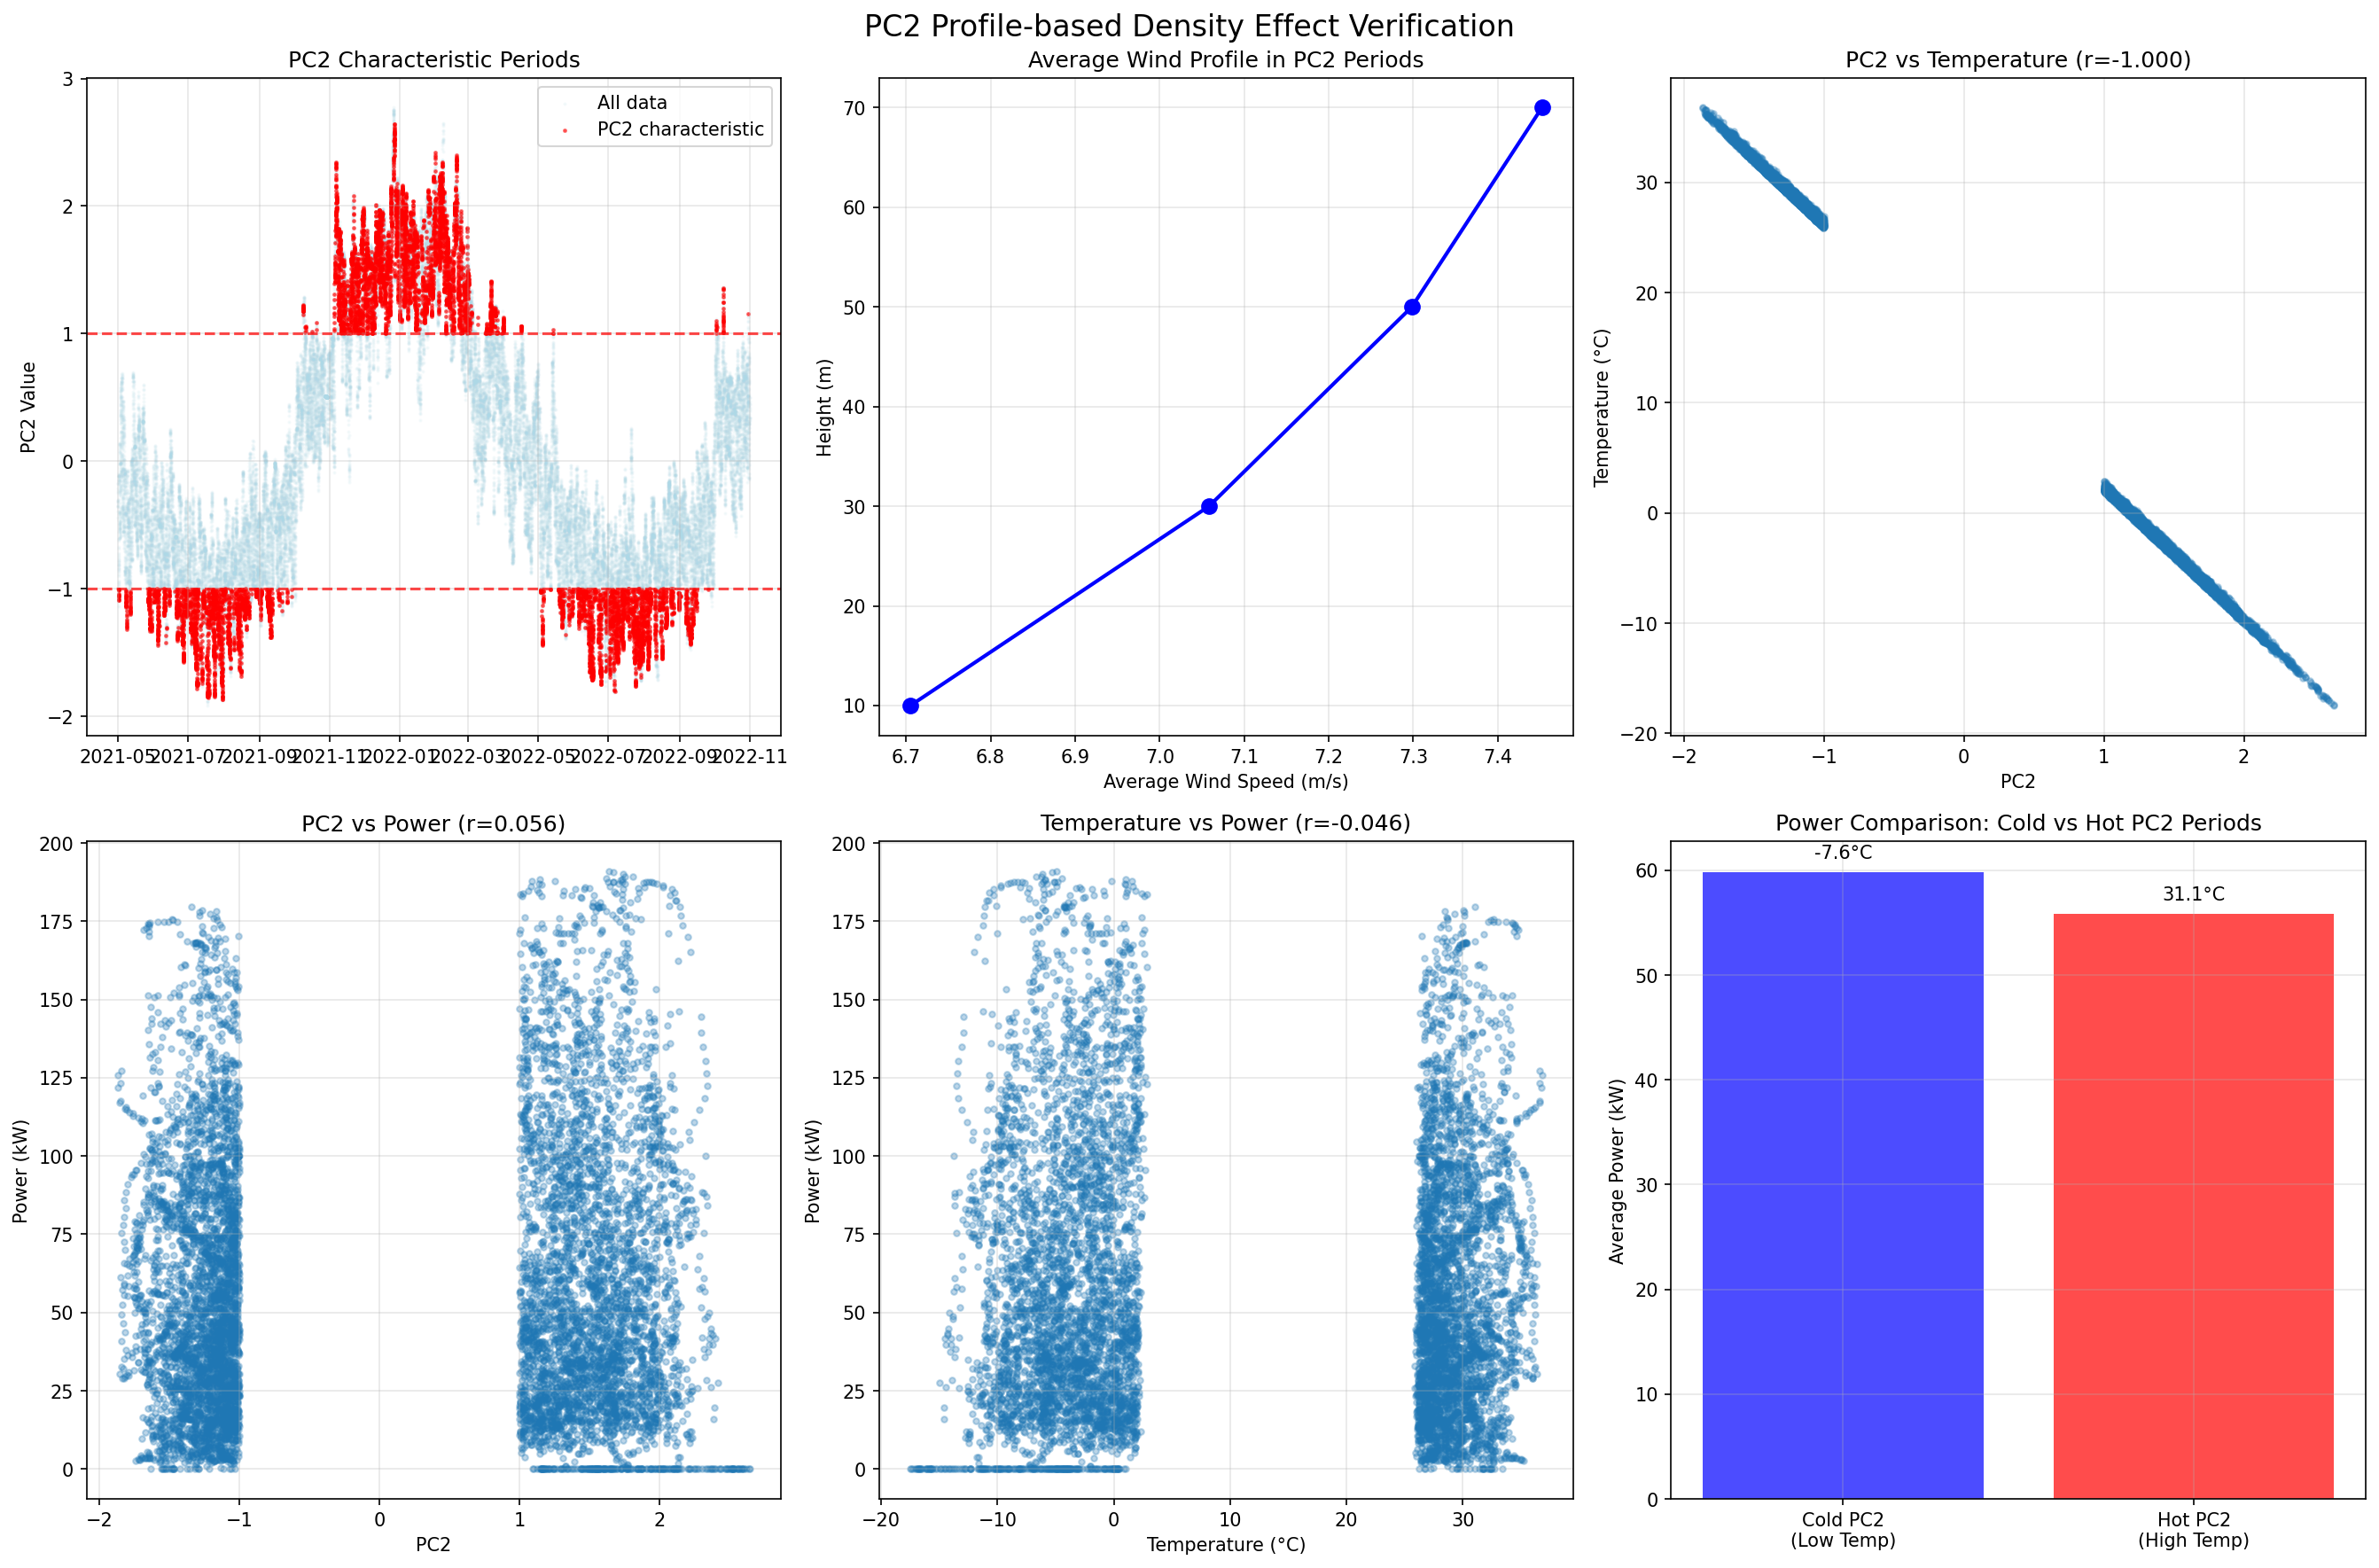 PC2 Profile-based Density Effect Verification
PC2 Characteristic Periods
All data
PC2 characteristic
3
2
1
0
−1
−2
PC2 Value
2021-05
2021-07
2021-09
2021-11
2022-01
2022-03
2022-05
2022-07
2022-09
2022-11
Average Wind Profile in PC2 Periods
70
60
50
40
30
20
10
Height (m)
6.7 6.8 6.9 7.0 7.1 7.2 7.3 7.4
Average Wind Speed (m/s)
PC2 vs Temperature (r=-1.000)
30
20
10
0
−10
−20
Temperature (°C)
−2 −1 0 1 2
PC2
PC2 vs Power (r=0.056)
200
175
150
125
100
75
50
25
0
Power (kW)
−2 −1 0 1 2
PC2
Temperature vs Power (r=-0.046)
200
175
150
125
100
75
50
25
0
Power (kW)
−20 −10 0 10 20 30
Temperature (°C)
Power Comparison: Cold vs Hot PC2 Periods
-7.6°C
31.1°C
60
50
40
30
20
10
0
Average Power (kW)
Cold PC2
(Low Temp)
Hot PC2
(High Temp)